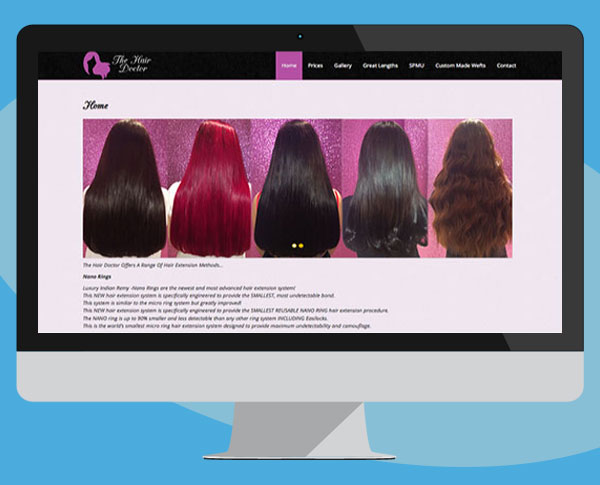 The Hair
Doctor
Home Prices Gallery Great Lengths SPMU Custom Made Wefts Contact
Home
The Hair Doctor Offers A Range Of Hair Extension Methods...
Nano Rings
Luxury Indian Remy -Nano Rings are the newest and most advanced hair extension system!
This NEW hair extension system is specifically engineered to provide the SMALLEST, most undetectable bond.
This system is similar to the micro ring system but greatly improved!
This NEW hair extension system is specifically engineered to provide the SMALLEST REUSABLE NANO RING hair extension procedure.
The NANO ring is up to 90% smaller and less detectable than any other ring system INCLUDING Easilocks.
This is the world's smallest micro ring hair extension system designed to provide maximum undetectability and camouflage.